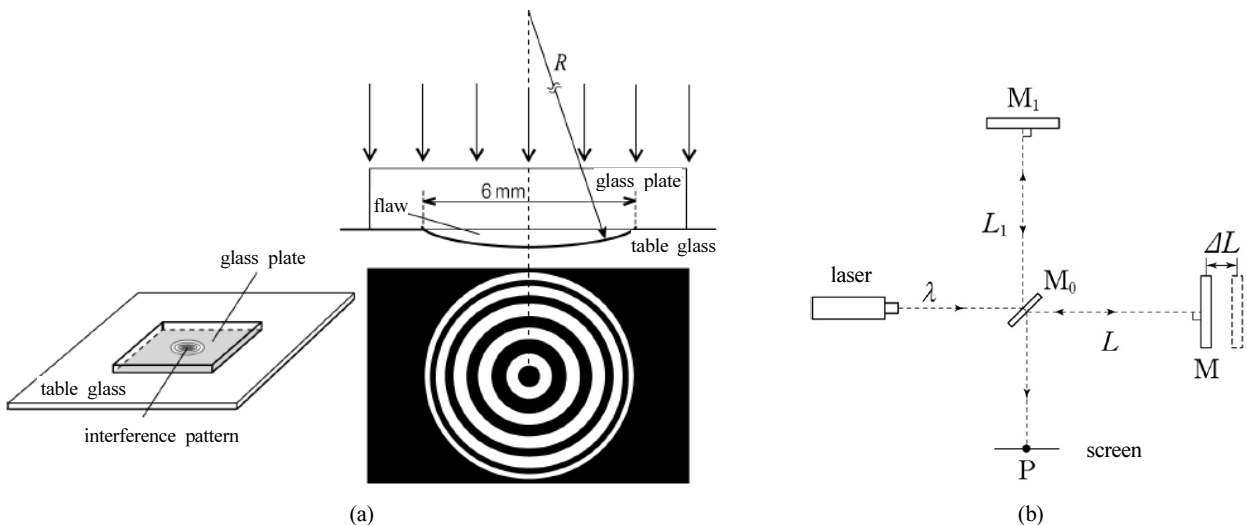 R
glass plate
6 mm
flaw
table glass
glass plate
table glass
interference pattern
(a)
M₁
L₁
ΔL
laser
λ
M₀
L
M
P
screen
(b)